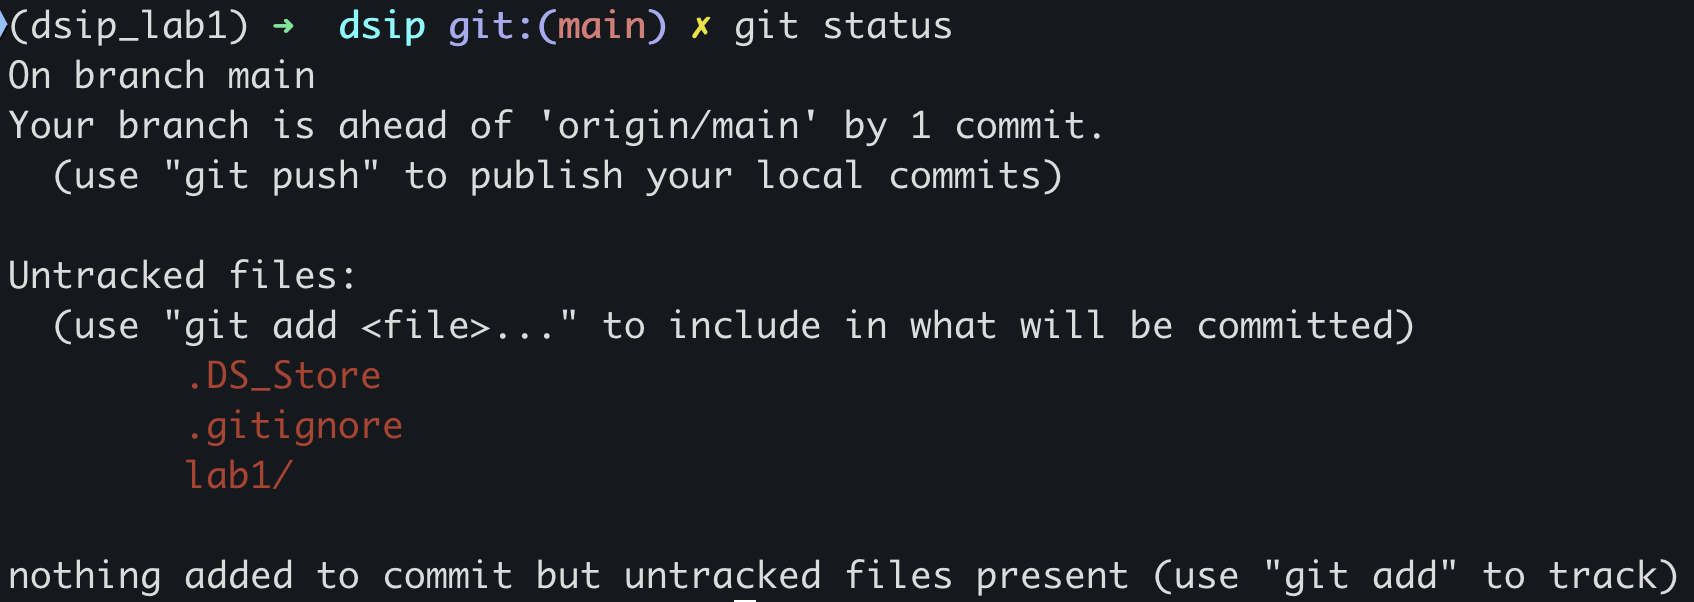 (dsip_lab1) ➜  dsip git:(main) ✗ git status
On branch main
Your branch is ahead of 'origin/main' by 1 commit.
  (use "git push" to publish your local commits)

Untracked files:
  (use "git add <file>..." to include in what will be committed)
        .DS_Store
        .gitignore
        lab1/

nothing added to commit but untracked files present (use "git add" to track)